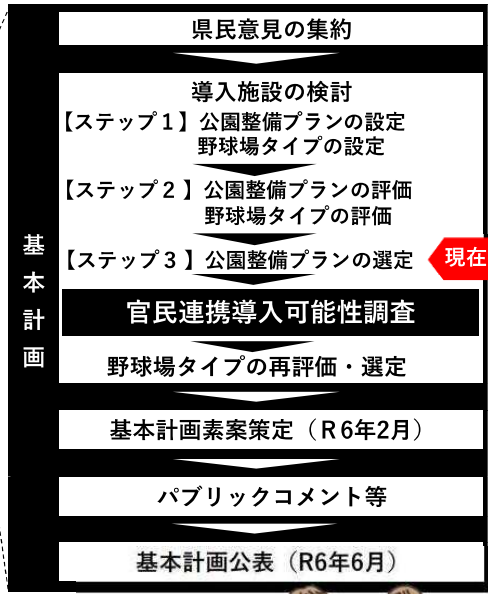 県民意見の集約
導入施設の検討
【ステップ１】公園整備プランの設定
野球場タイプの設定
【ステップ２】公園整備プランの評価
野球場タイプの評価
【ステップ３】公園整備プランの選定
現在
基本計画
官民連携導入可能性調査
野球場タイプの再評価・選定
基本計画素案策定（Ｒ6年2月）
パブリックコメント等
基本計画公表（R6年6月）